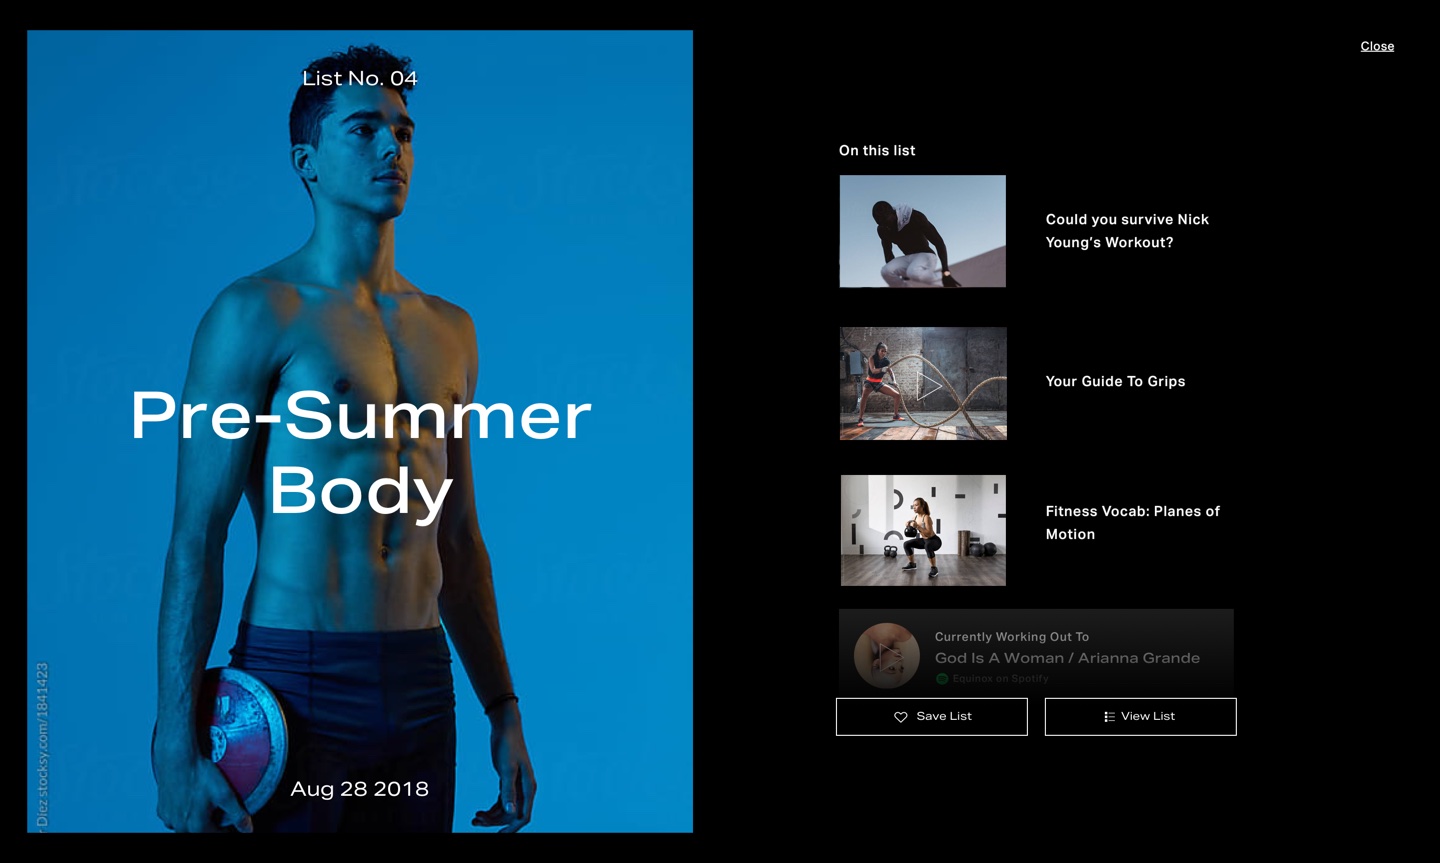 List No. 04
Pre-Summer
Body
Aug 28 2018
Diez stocksy.com/1841423
Close
On this list
Could you survive Nick
Young's Workout?
Your Guide To Grips
Fitness Vocab: Planes of
Motion
Currently Working Out To
God Is A Woman / Arianna Grande
Equinox on Spotify
Save List
View List